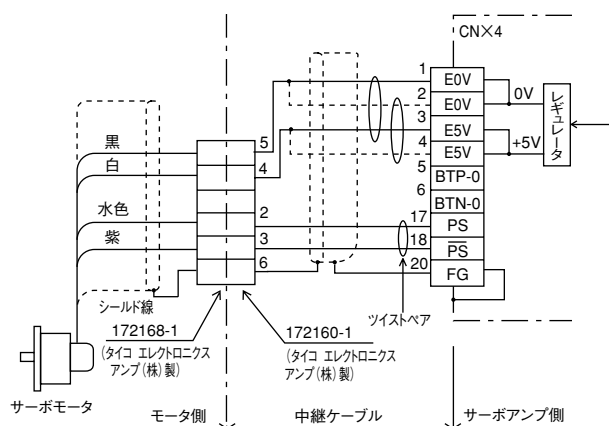 CN×4
1
E0V
2
E0V
0V
3
E5V
4
E5V
+5V
レギュレータ
5
BTP-0
6
BTN-0
17
PS
18
PS
20
FG
黒
5
白
4
水色
2
紫
3
6
シールド線
ツイストペア
172168-1
(タイコ エレクトロニクス
アンプ(株)製)
172160-1
(タイコ エレクトロニクス
アンプ(株)製)
サーボモータ
モータ側
中継ケーブル
サーボアンプ側